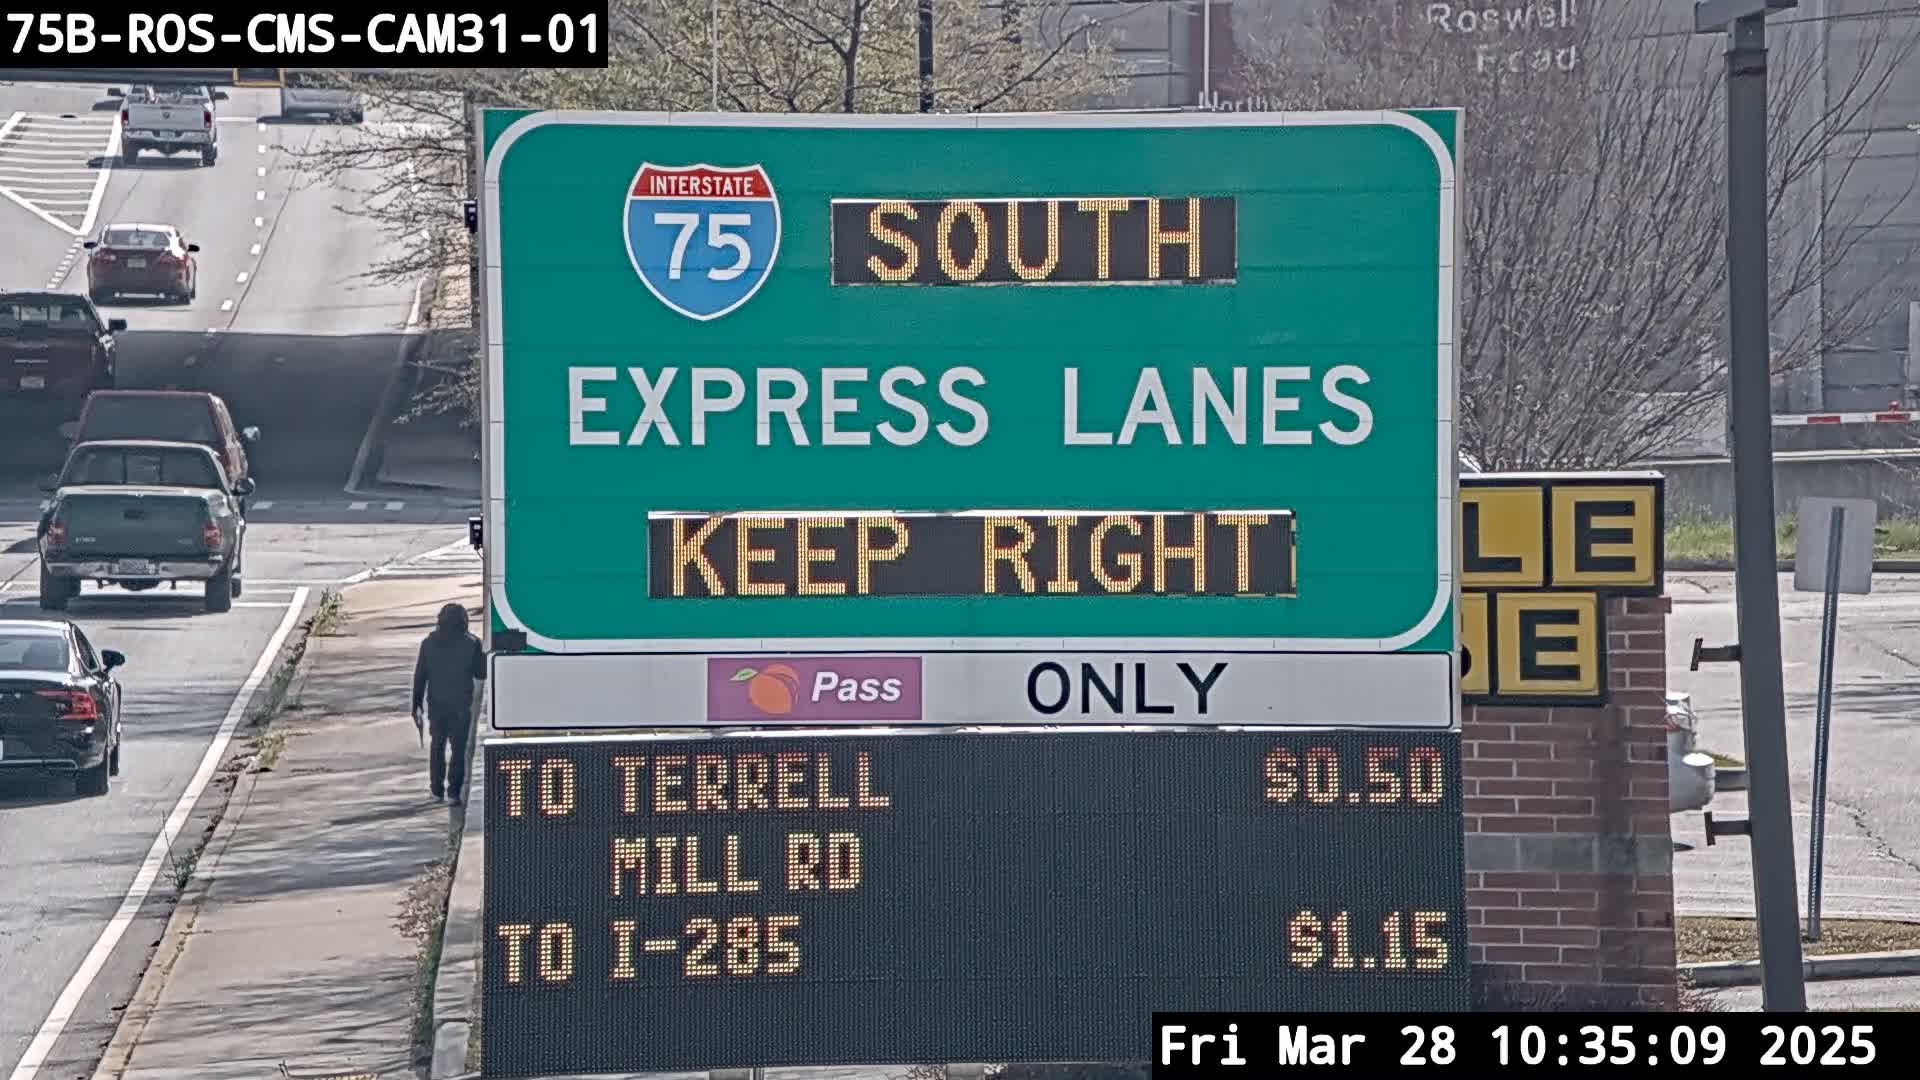 75B-ROS-CMS-CAM31-01
Roswell
Road
INTERSTATE
75
SOUTH
EXPRESS LANES
KEEP RIGHT
LE
E
Pass
ONLY
TO TERRELL $0.50
MILL RD
TO I-285 $1.15
Fri Mar 28 10:35:09 2025